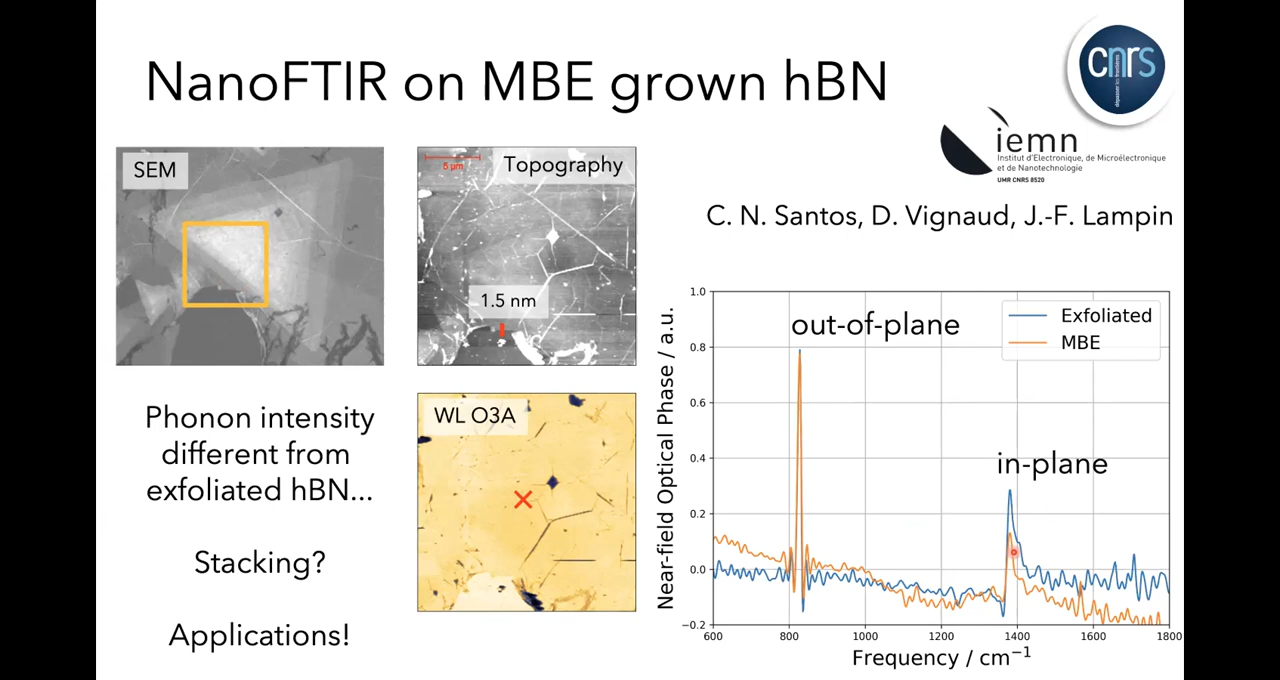 NanoFTIR on MBE grown hBN
cnrs
dépasser les frontières
iemn
Institut d'Electronique, de Microélectronique
et de Nanotechnologie
UMR CNRS 8520
C. N. Santos, D. Vignaud, J.-F. Lampin
SEM
5 µm
Topography
1.5 nm
WL O3A
Phonon intensity
different from
exfoliated hBN...
Stacking?
Applications!
Near-field Optical Phase / a.u.
1.0
0.8
0.6
0.4
0.2
0.0
−0.2
out-of-plane
in-plane
Exfoliated
MBE
600 800 1000 1200 1400 1600 1800
Frequency / cm⁻¹